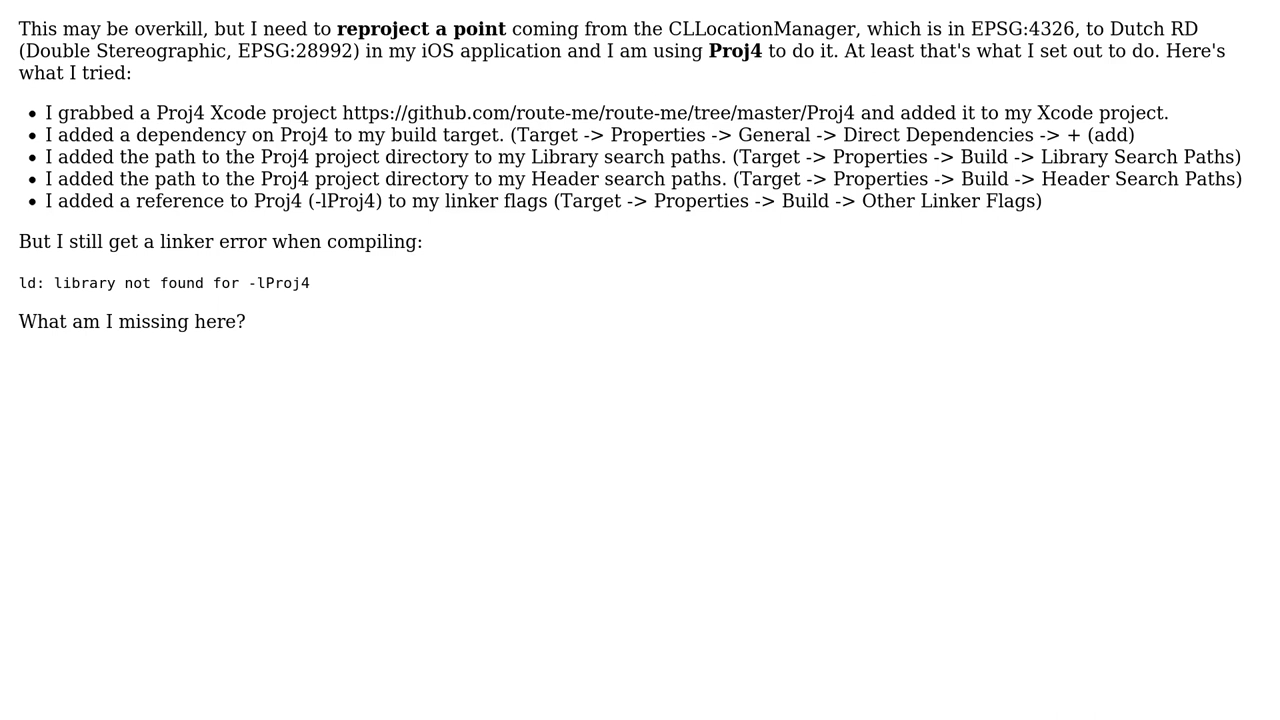 This may be overkill, but I need to reproject a point coming from the CLLocationManager, which is in EPSG:4326, to Dutch RD
(Double Stereographic, EPSG:28992) in my iOS application and I am using Proj4 to do it. At least that's what I set out to do. Here's
what I tried:
• I grabbed a Proj4 Xcode project https://github.com/route-me/route-me/tree/master/Proj4 and added it to my Xcode project.
• I added a dependency on Proj4 to my build target. (Target -> Properties -> General -> Direct Dependencies -> + (add)
• I added the path to the Proj4 project directory to my Library search paths. (Target -> Properties -> Build -> Library Search Paths)
• I added the path to the Proj4 project directory to my Header search paths. (Target -> Properties -> Build -> Header Search Paths)
• I added a reference to Proj4 (-lProj4) to my linker flags (Target -> Properties -> Build -> Other Linker Flags)
But I still get a linker error when compiling:
ld: library not found for -lProj4
What am I missing here?